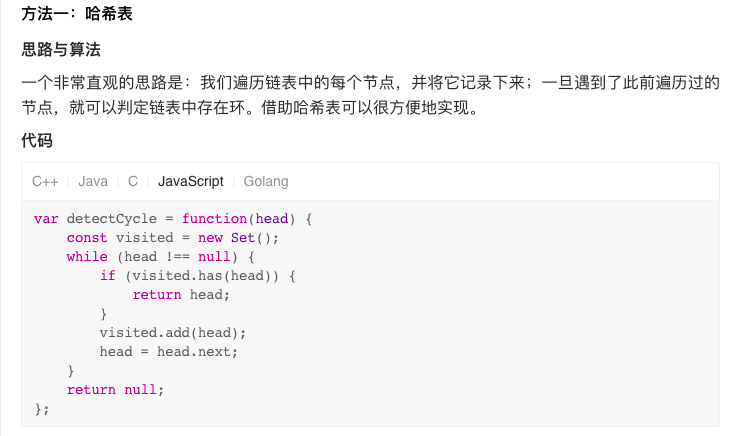 方法一：哈希表
思路与算法
一个非常直观的思路是：我们遍历链表中的每个节点，并将它记录下来；一旦遇到了此前遍历过的
节点，就可以判定链表中存在环。借助哈希表可以很方便地实现。
代码
C++ Java C JavaScript Golang
var detectCycle = function(head) {
    const visited = new Set();
    while (head !== null) {
        if (visited.has(head)) {
            return head;
        }
        visited.add(head);
        head = head.next;
    }
    return null;
};